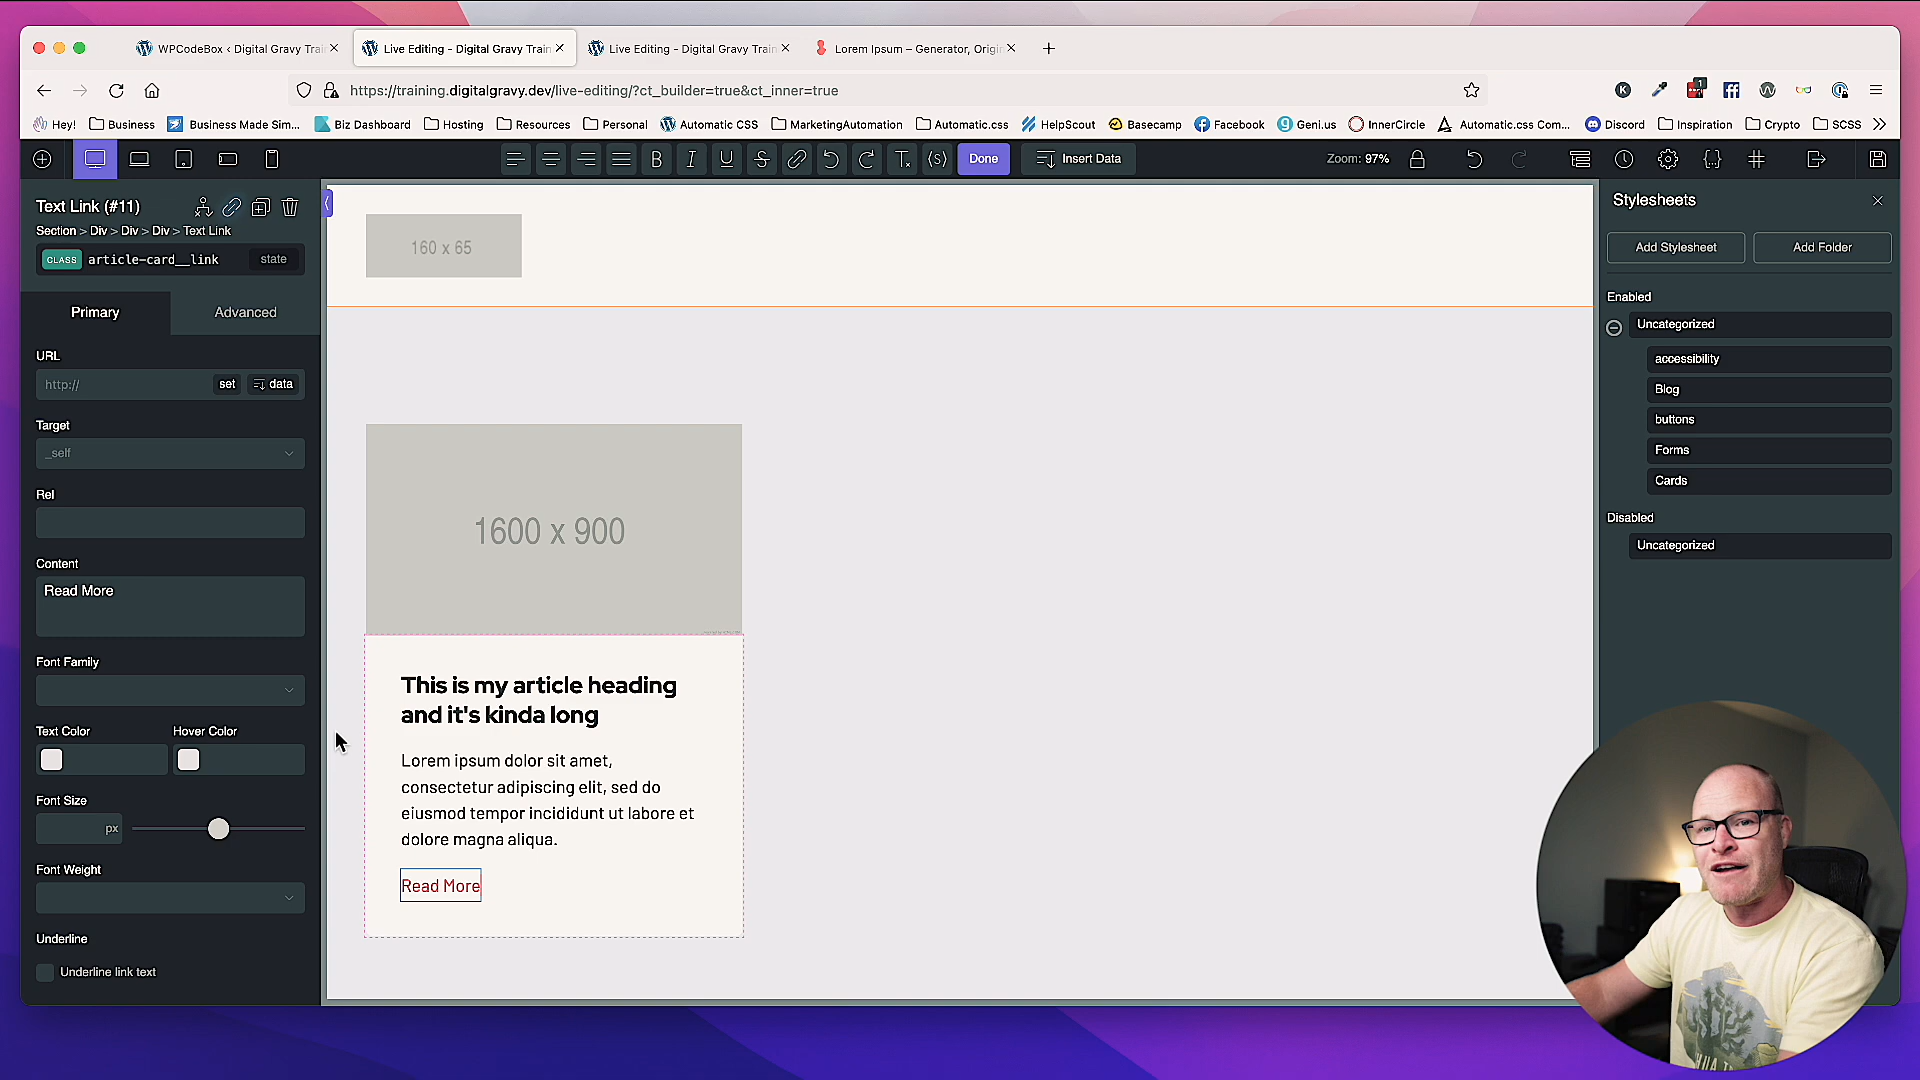 WPCodeBox ‹ Digital Gravy Trai
Live Editing - Digital Gravy Train
Live Editing - Digital Gravy Train
Lorem Ipsum – Generator, Origi
https://training.digitalgravy.dev/live-editing/?ct_builder=true&ct_inner=true
Hey!
Business
Business Made Sim...
Biz Dashboard
Hosting
Resources
Personal
Automatic CSS
MarketingAutomation
Automatic.css
HelpScout
Basecamp
Facebook
Geni.us
InnerCircle
Automatic.css Com...
Discord
Inspiration
Crypto
SCSS
Done
Insert Data
Zoom: 97%
Text Link (#11)
Section > Div > Div > Div > Text Link
CLASS article-card__link state
Primary
Advanced
URL
http://
set
data
Target
_self
Rel
Content
Read More
Font Family
Text Color
Hover Color
Font Size
px
Font Weight
Underline
Underline link text
160 x 65
1600 x 900
This is my article heading
and it's kinda long
Lorem ipsum dolor sit amet,
consectetur adipiscing elit, sed do
eiusmod tempor incididunt ut labore et
dolore magna aliqua.
Read More
Stylesheets
Add Stylesheet
Add Folder
Enabled
Uncategorized
accessibility
Blog
buttons
Forms
Cards
Disabled
Uncategorized